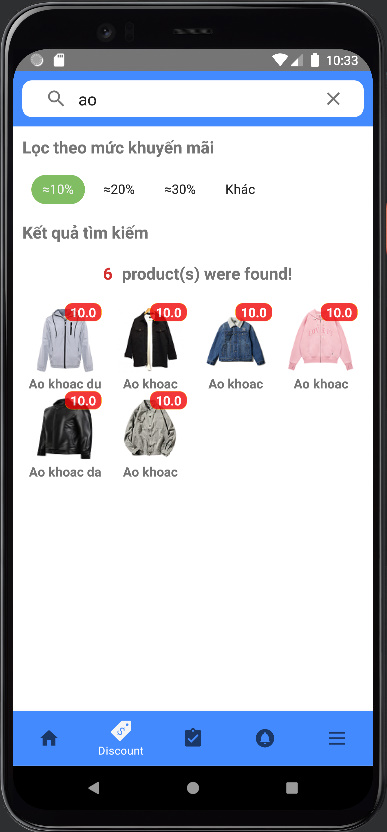 10:33
ao
Lọc theo mức khuyến mãi
≈10% ≈20% ≈30% Khác
Kết quả tìm kiếm
6 product(s) were found!
10.0 10.0 10.0 10.0
Ao khoac du Ao khoac Ao khoac Ao khoac
10.0 10.0
Ao khoac da Ao khoac
Discount